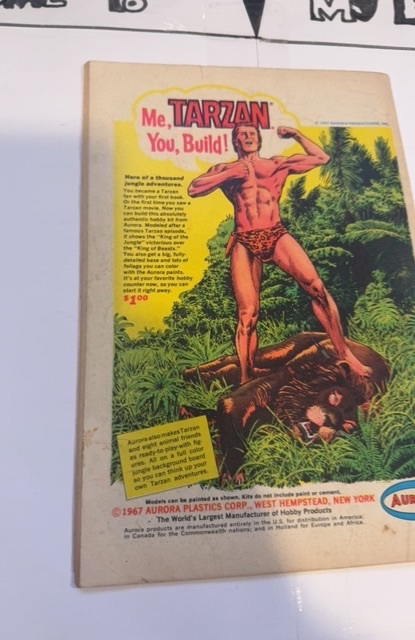 Me, TARZAN.
You, Build!
Hero of a thousand
jungle adventures.
You became a Tarzan
fan with your first book.
Or the first time you saw a
Tarzan movie. Now you
can build this absolutely
authentic hobby kit from
Aurora. Modeled after a
famous Tarzan episode,
it shows the "King of the
Jungle" victorious over
the "King of Beasts."
You also get a big, fully-
detailed base and lots of
foliage you can color
with the Aurora paints.
It's at your favorite hobby
counter now, so you can
start it right away.
$1.00
Aurora also makes Tarzan
and eight animal friends
as ready-to-play-with fig-
ures. All on a full color
jungle background board
so you can think up your
own Tarzan adventures.
Models can be painted as shown. Kits do not include paint or cement.
©1967 AURORA PLASTICS CORP., WEST HEMPSTEAD, NEW YORK
The World's Largest Manufacturer of Hobby Products
Aurora products are manufactured entirely in the U.S. for distribution in America;
in Canada for the Commonwealth nations; and in Holland for Europe and Africa.
AUR